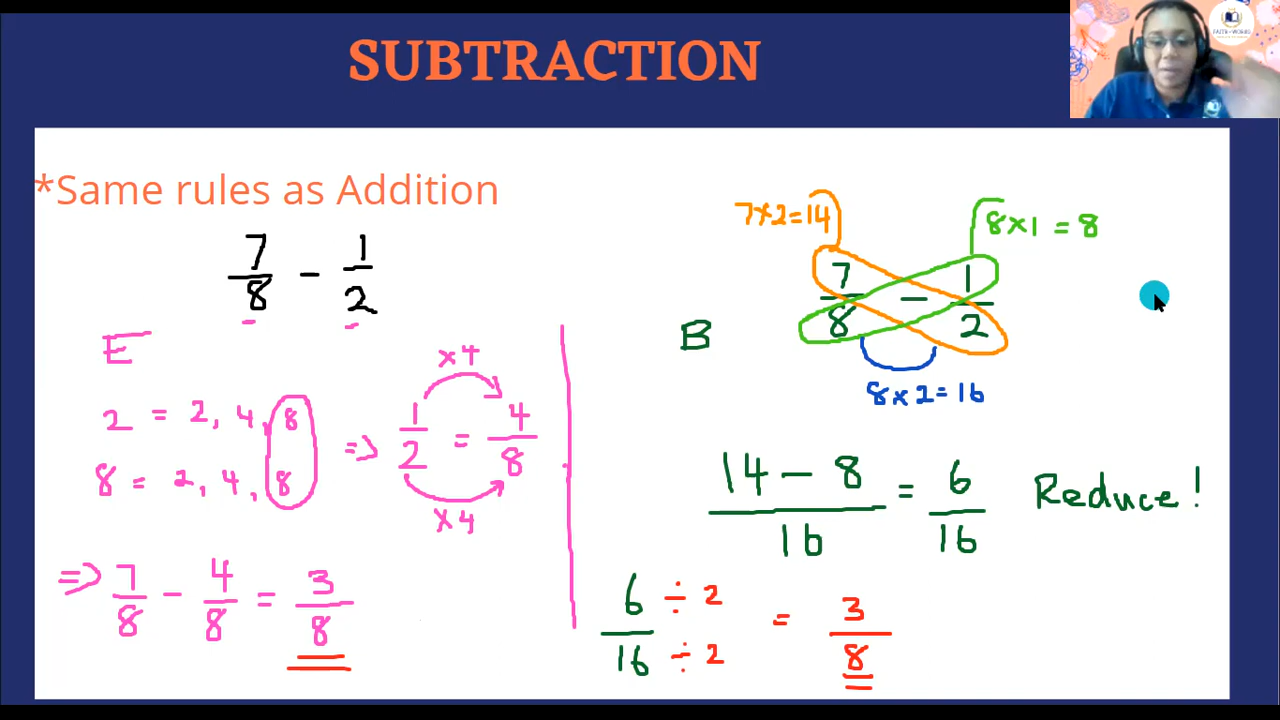 SUBTRACTION
*Same rules as Addition
7/8 - 1/2
E
2 = 2, 4, 8
8 = 2, 4, 8
=> 1/2 = 4/8
x4
x4
=> 7/8 - 4/8 = 3/8
7x2=14
8x1 = 8
B
7/8 - 1/2
8x2=16
14 - 8/16 = 6/16 Reduce!
6 ÷ 2/16 ÷ 2 = 3/8